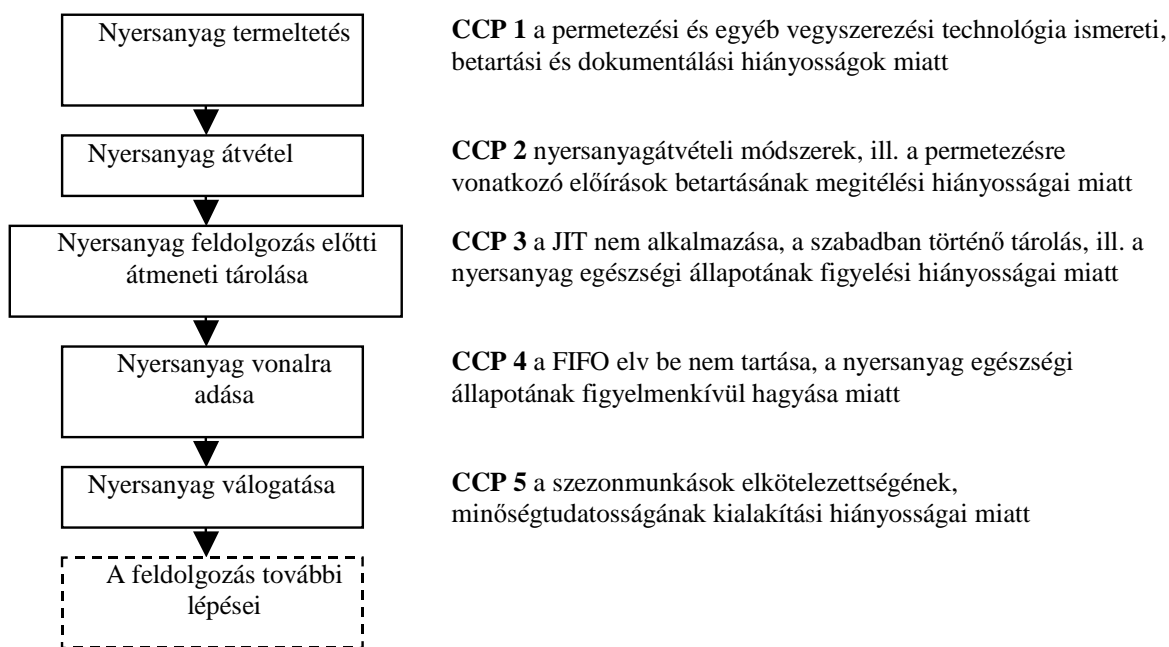 Nyersanyag termeltetés
CCP 1 a permetezési és egyéb vegyszerezési technológia ismereti,
betartási és dokumentálási hiányosságok miatt
Nyersanyag átvétel
CCP 2 nyersanyagátvételi módszerek, ill. a permetezésre
vonatkozó előírások betartásának megitélési hiányosságai miatt
Nyersanyag feldolgozás előtti
átmeneti tárolása
CCP 3 a JIT nem alkalmazása, a szabadban történő tárolás, ill. a
nyersanyag egészségi állapotának figyelési hiányosságai miatt
Nyersanyag vonalra
adása
CCP 4 a FIFO elv be nem tartása, a nyersanyag egészségi
állapotának figyelmenkívül hagyása miatt
Nyersanyag válogatása
CCP 5 a szezonmunkások elkötelezettségének,
minőségtudatosságának kialakítási hiányosságai miatt
A feldolgozás további
lépései